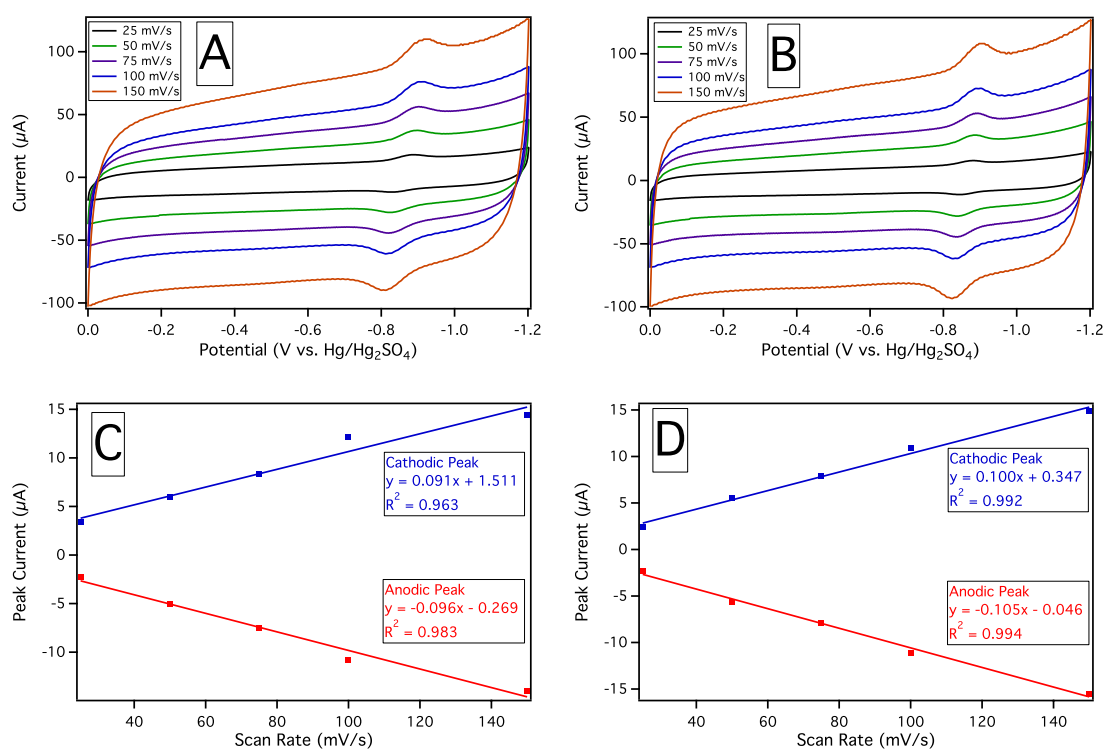 25 mV/s
50 mV/s
75 mV/s
100 mV/s
150 mV/s
A
100
50
0
-50
-100
Current (µA)
0.0 -0.2 -0.4 -0.6 -0.8 -1.0 -1.2
Potential (V vs. Hg/Hg₂SO₄)
25 mV/s
50 mV/s
75 mV/s
100 mV/s
150 mV/s
B
100
50
0
-50
-100
Current (µA)
0.0 -0.2 -0.4 -0.6 -0.8 -1.0 -1.2
Potential (V vs. Hg/Hg₂SO₄)
C
15
10
5
0
-5
-10
Peak Current (µA)
Cathodic Peak
y = 0.091x + 1.511
R² = 0.963
Anodic Peak
y = -0.096x - 0.269
R² = 0.983
40 60 80 100 120 140
Scan Rate (mV/s)
D
15
10
5
0
-5
-10
-15
Peak Current (µA)
Cathodic Peak
y = 0.100x + 0.347
R² = 0.992
Anodic Peak
y = -0.105x - 0.046
R² = 0.994
40 60 80 100 120 140
Scan Rate (mV/s)